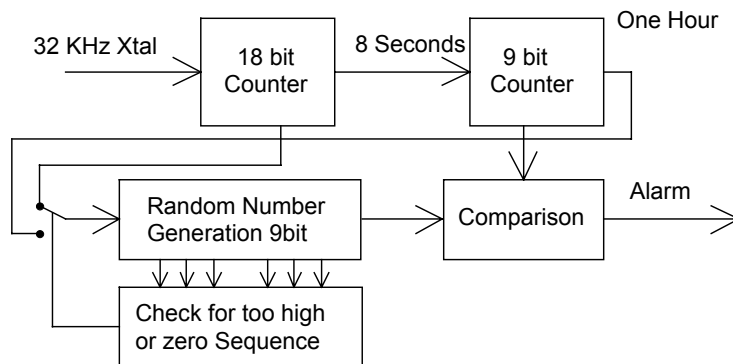 One Hour
32 KHz Xtal
18 bit
Counter
8 Seconds
9 bit
Counter
Random Number
Generation 9bit
Comparison
Alarm
Check for too high
or zero Sequence